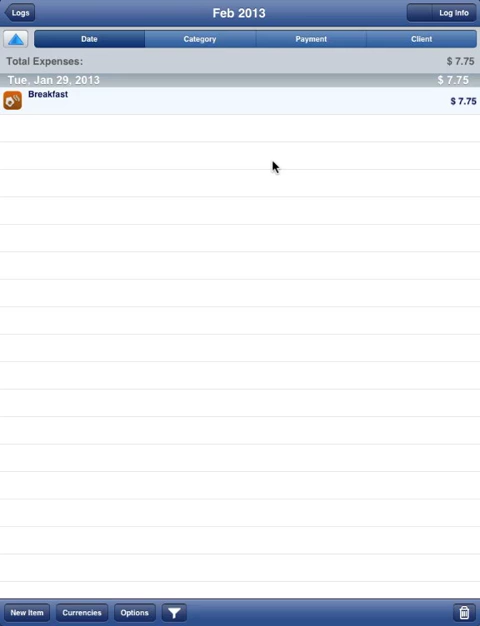 Logs
Feb 2013
Log Info
Date
Category
Payment
Client
Total Expenses:
$ 7.75
Tue, Jan 29, 2013
$ 7.75
Breakfast
$ 7.75
New Item
Currencies
Options